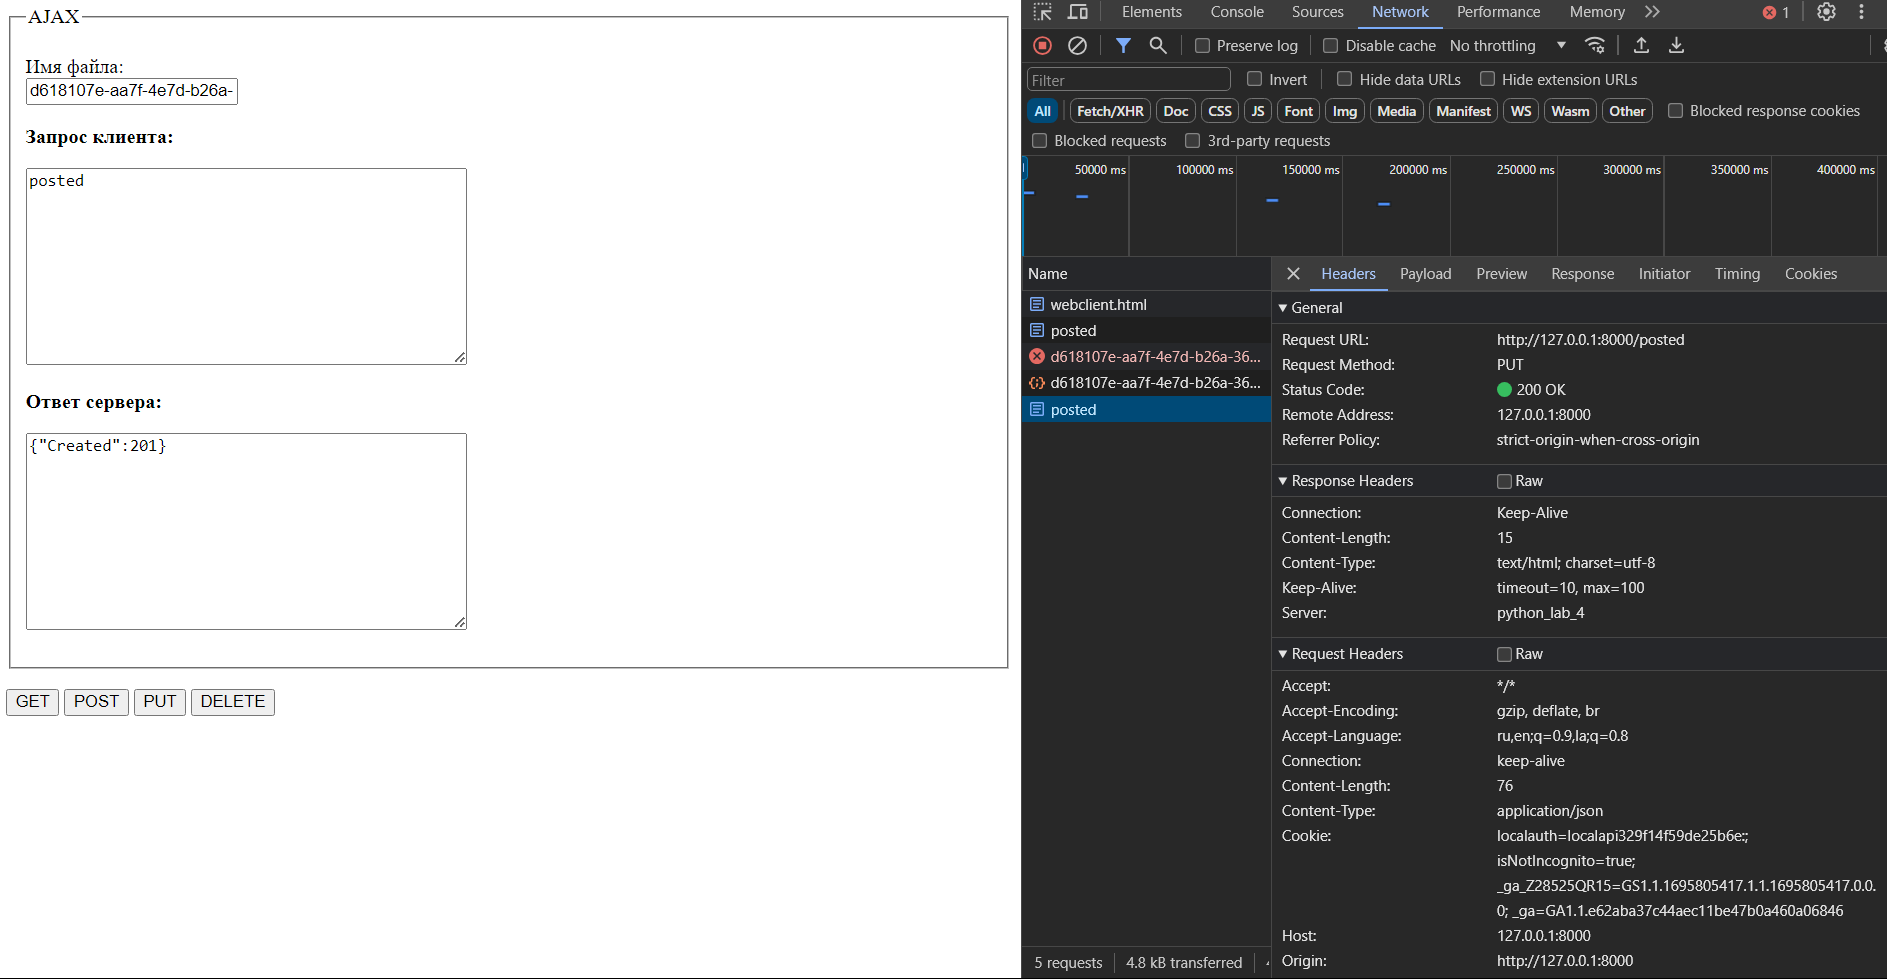 AJAX
Имя файла:
d618107e-aa7f-4e7d-b26a-
Запрос клиента:
posted
Ответ сервера:
{"Created":201}
GET POST PUT DELETE
Elements Console Sources Network Performance Memory 1
Preserve log Disable cache No throttling
Filter Invert Hide data URLs Hide extension URLs
All Fetch/XHR Doc CSS JS Font Img Media Manifest WS Wasm Other Blocked response cookies
Blocked requests 3rd-party requests
50000 ms 100000 ms 150000 ms 200000 ms 250000 ms 300000 ms 350000 ms 400000 ms
Name
webclient.html
posted
d618107e-aa7f-4e7d-b26a-36...
d618107e-aa7f-4e7d-b26a-36...
posted
5 requests 4.8 kB transferred
Headers Payload Preview Response Initiator Timing Cookies
General
Request URL: http://127.0.0.1:8000/posted
Request Method: PUT
Status Code: 200 OK
Remote Address: 127.0.0.1:8000
Referrer Policy: strict-origin-when-cross-origin
Response Headers Raw
Connection: Keep-Alive
Content-Length: 15
Content-Type: text/html; charset=utf-8
Keep-Alive: timeout=10, max=100
Server: python_lab_4
Request Headers Raw
Accept: */*
Accept-Encoding: gzip, deflate, br
Accept-Language: ru,en;q=0.9,la;q=0.8
Connection: keep-alive
Content-Length: 76
Content-Type: application/json
Cookie: localauth=localapi329f14f59de25b6e:;
isNotIncognito=true;
_ga_Z28525QR15=GS1.1.1695805417.1.1.1695805417.0.0.
0; _ga=GA1.1.e62aba37c44aec11be47b0a460a06846
Host: 127.0.0.1:8000
Origin: http://127.0.0.1:8000